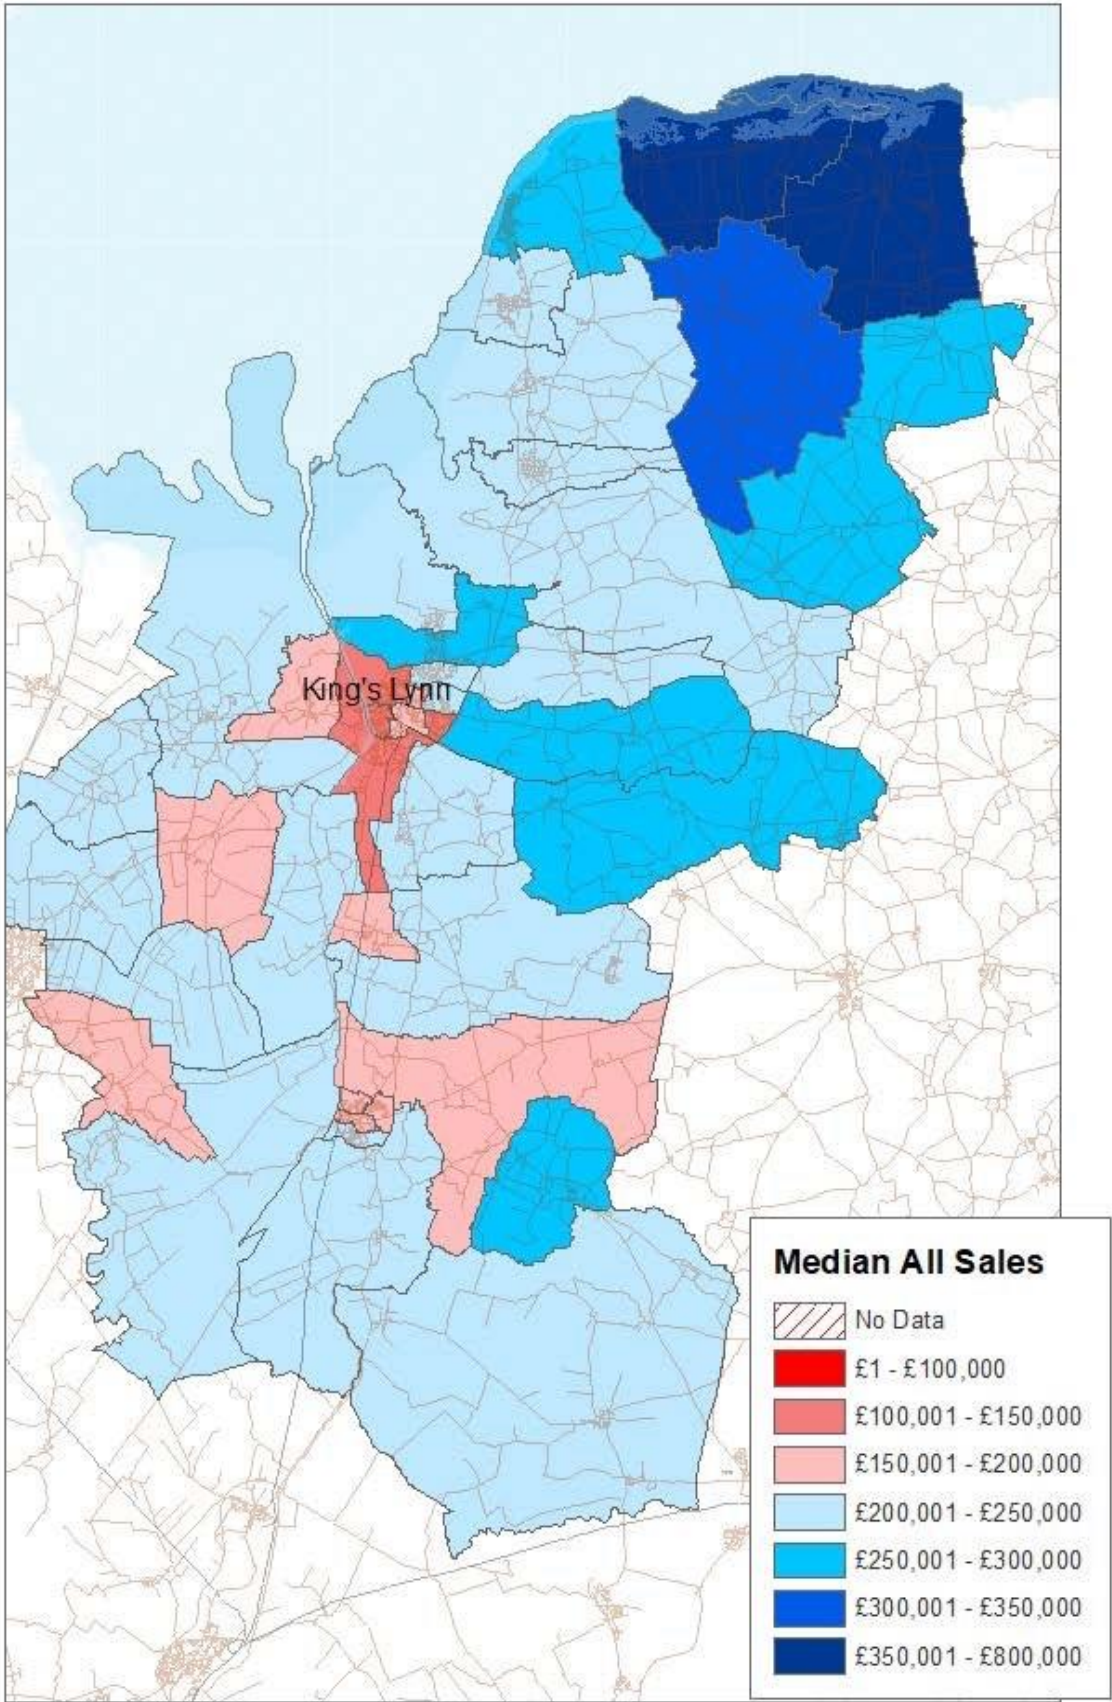 King's Lynn
Median All Sales
No Data
£1 - £100,000
£100,001 - £150,000
£150,001 - £200,000
£200,001 - £250,000
£250,001 - £300,000
£300,001 - £350,000
£350,001 - £800,000